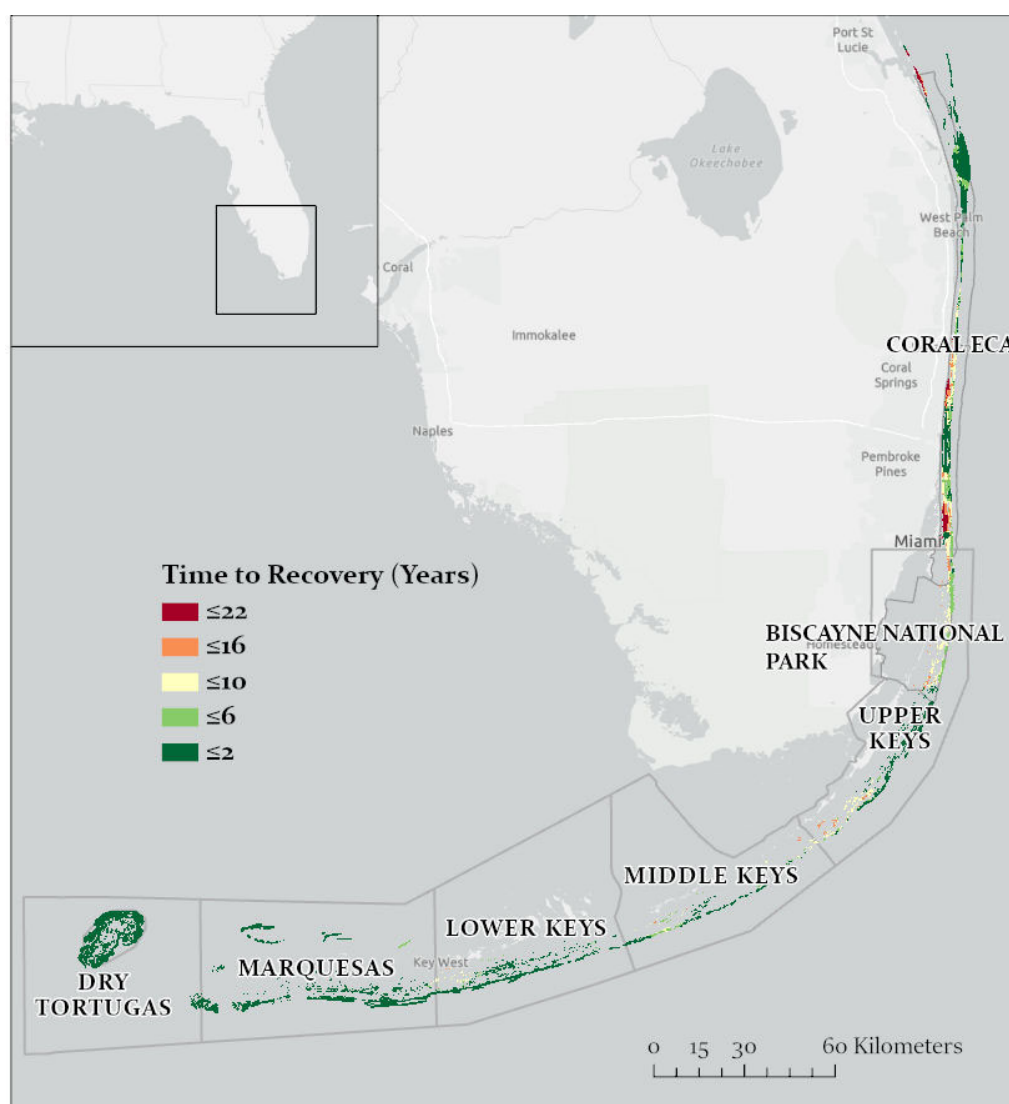 Port St
Lucie
Lake
Okeechobee
West Palm
Beach
Coral
Immokalee
CORAL ECA
Coral
Springs
Naples
Pembroke
Pines
Miami
Time to Recovery (Years)
≤22
≤16
≤10
≤6
≤2
BISCAYNE NATIONAL
PARK
Homestead
UPPER
KEYS
MIDDLE KEYS
LOWER KEYS
MARQUESAS
Key West
DRY
TORTUGAS
0 15 30 60 Kilometers